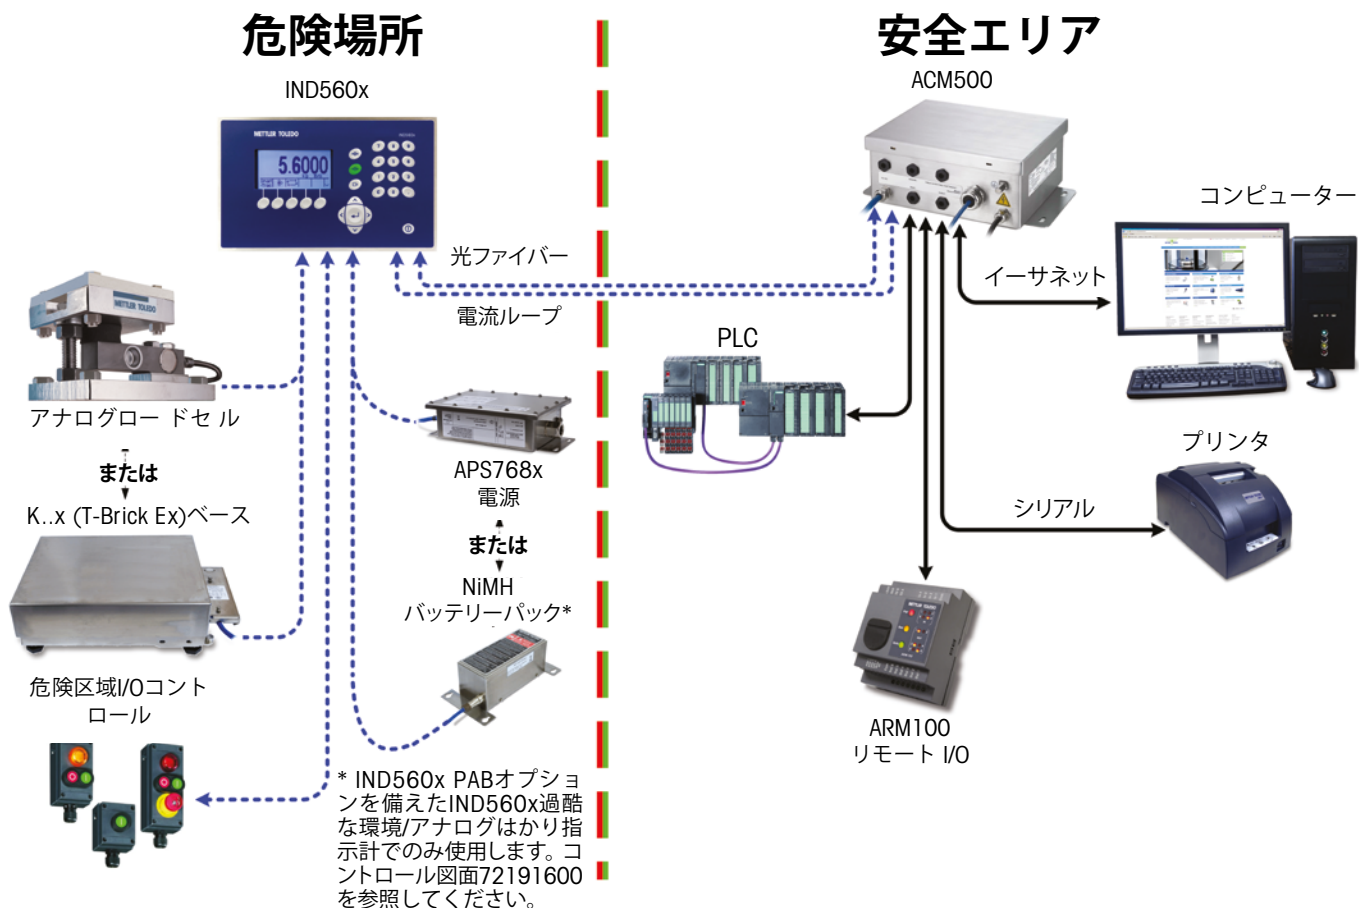 危険場所
安全エリア
IND560x
ACM500
METTLER TOLEDO
5.6000
コンピューター
光ファイバー
イーサネット
電流ループ
METTLER TOLEDO
PLC
アナログロードセル
または
K..x (T-Brick Ex)ベース
APS768x
電源
または
NiMH
バッテリーパック*
プリンタ
シリアル
METTLER TOLEDO
ARM100
リモート I/O
危険区域I/Oコント
ロール
* IND560x PABオプショ
ンを備えたIND560x過酷
な環境/アナログはかり指
示計でのみ使用します。コ
ントロール図面72191600
を参照してください。